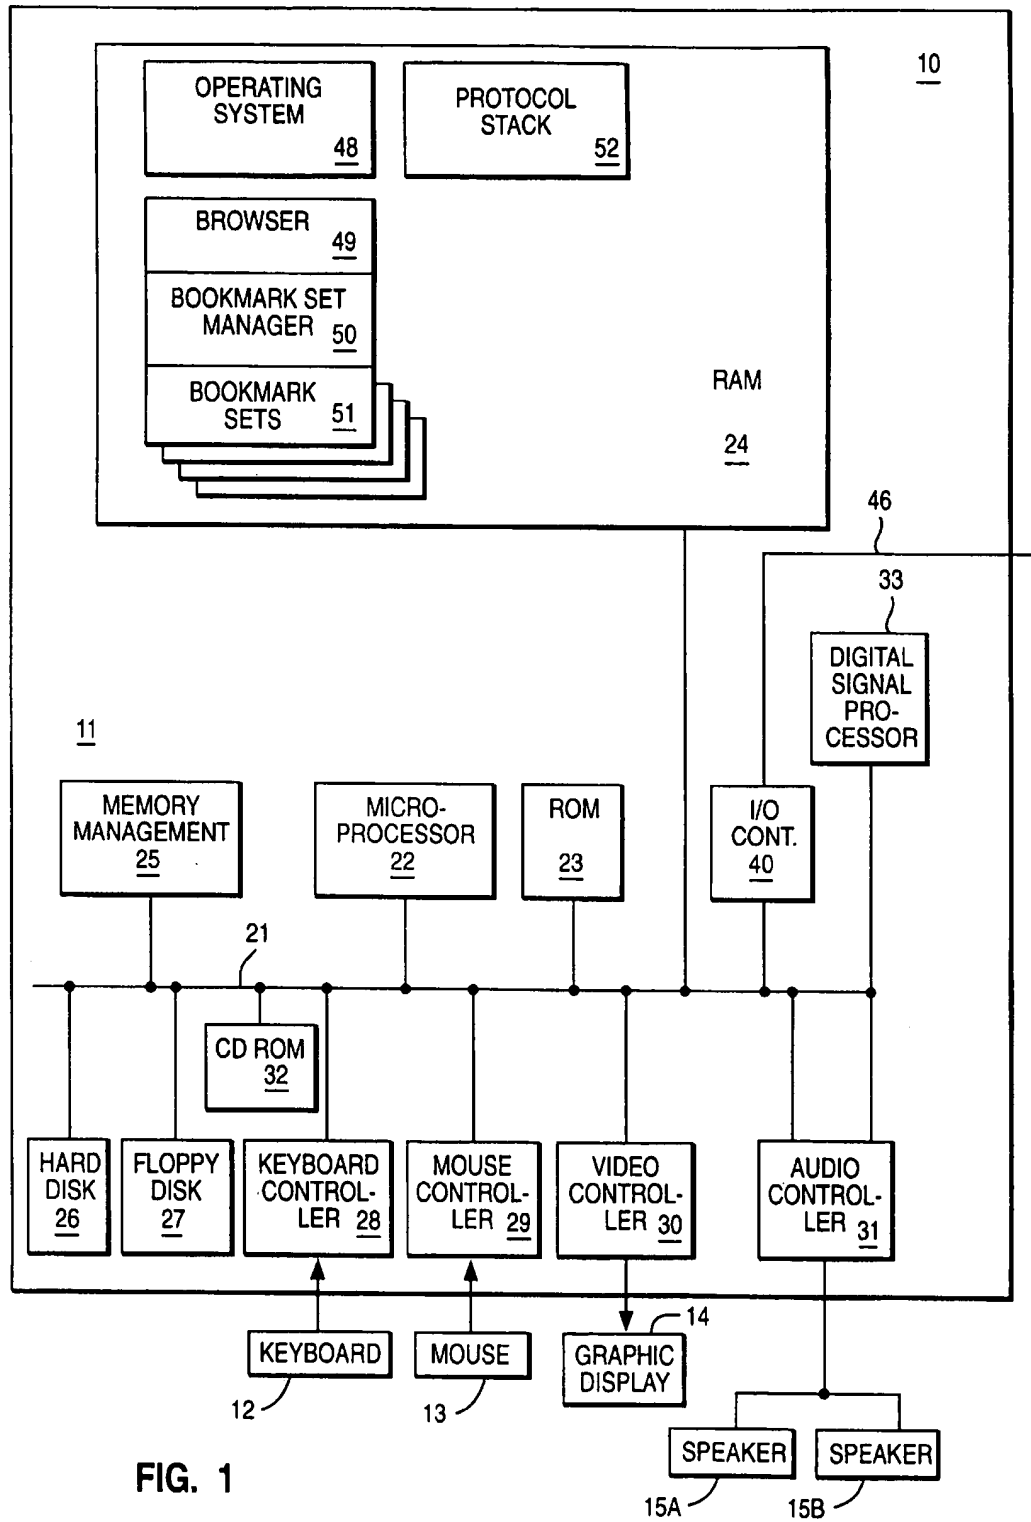 10
OPERATING
SYSTEM
48
PROTOCOL
STACK
52
BROWSER
49
BOOKMARK SET
MANAGER
50
BOOKMARK
SETS
51
RAM
24
46
33
DIGITAL
SIGNAL
PRO-
CESSOR
11
MEMORY
MANAGEMENT
25
MICRO-
PROCESSOR
22
ROM
23
I/O
CONT.
40
21
CD ROM
32
HARD
DISK
26
FLOPPY
DISK
27
KEYBOARD
CONTROL-
LER 28
MOUSE
CONTROL-
LER 29
VIDEO
CONTROL-
LER 30
AUDIO
CONTROL-
LER 31
KEYBOARD
12
MOUSE
13
14
GRAPHIC
DISPLAY
SPEAKER
15A
SPEAKER
15B
FIG. 1